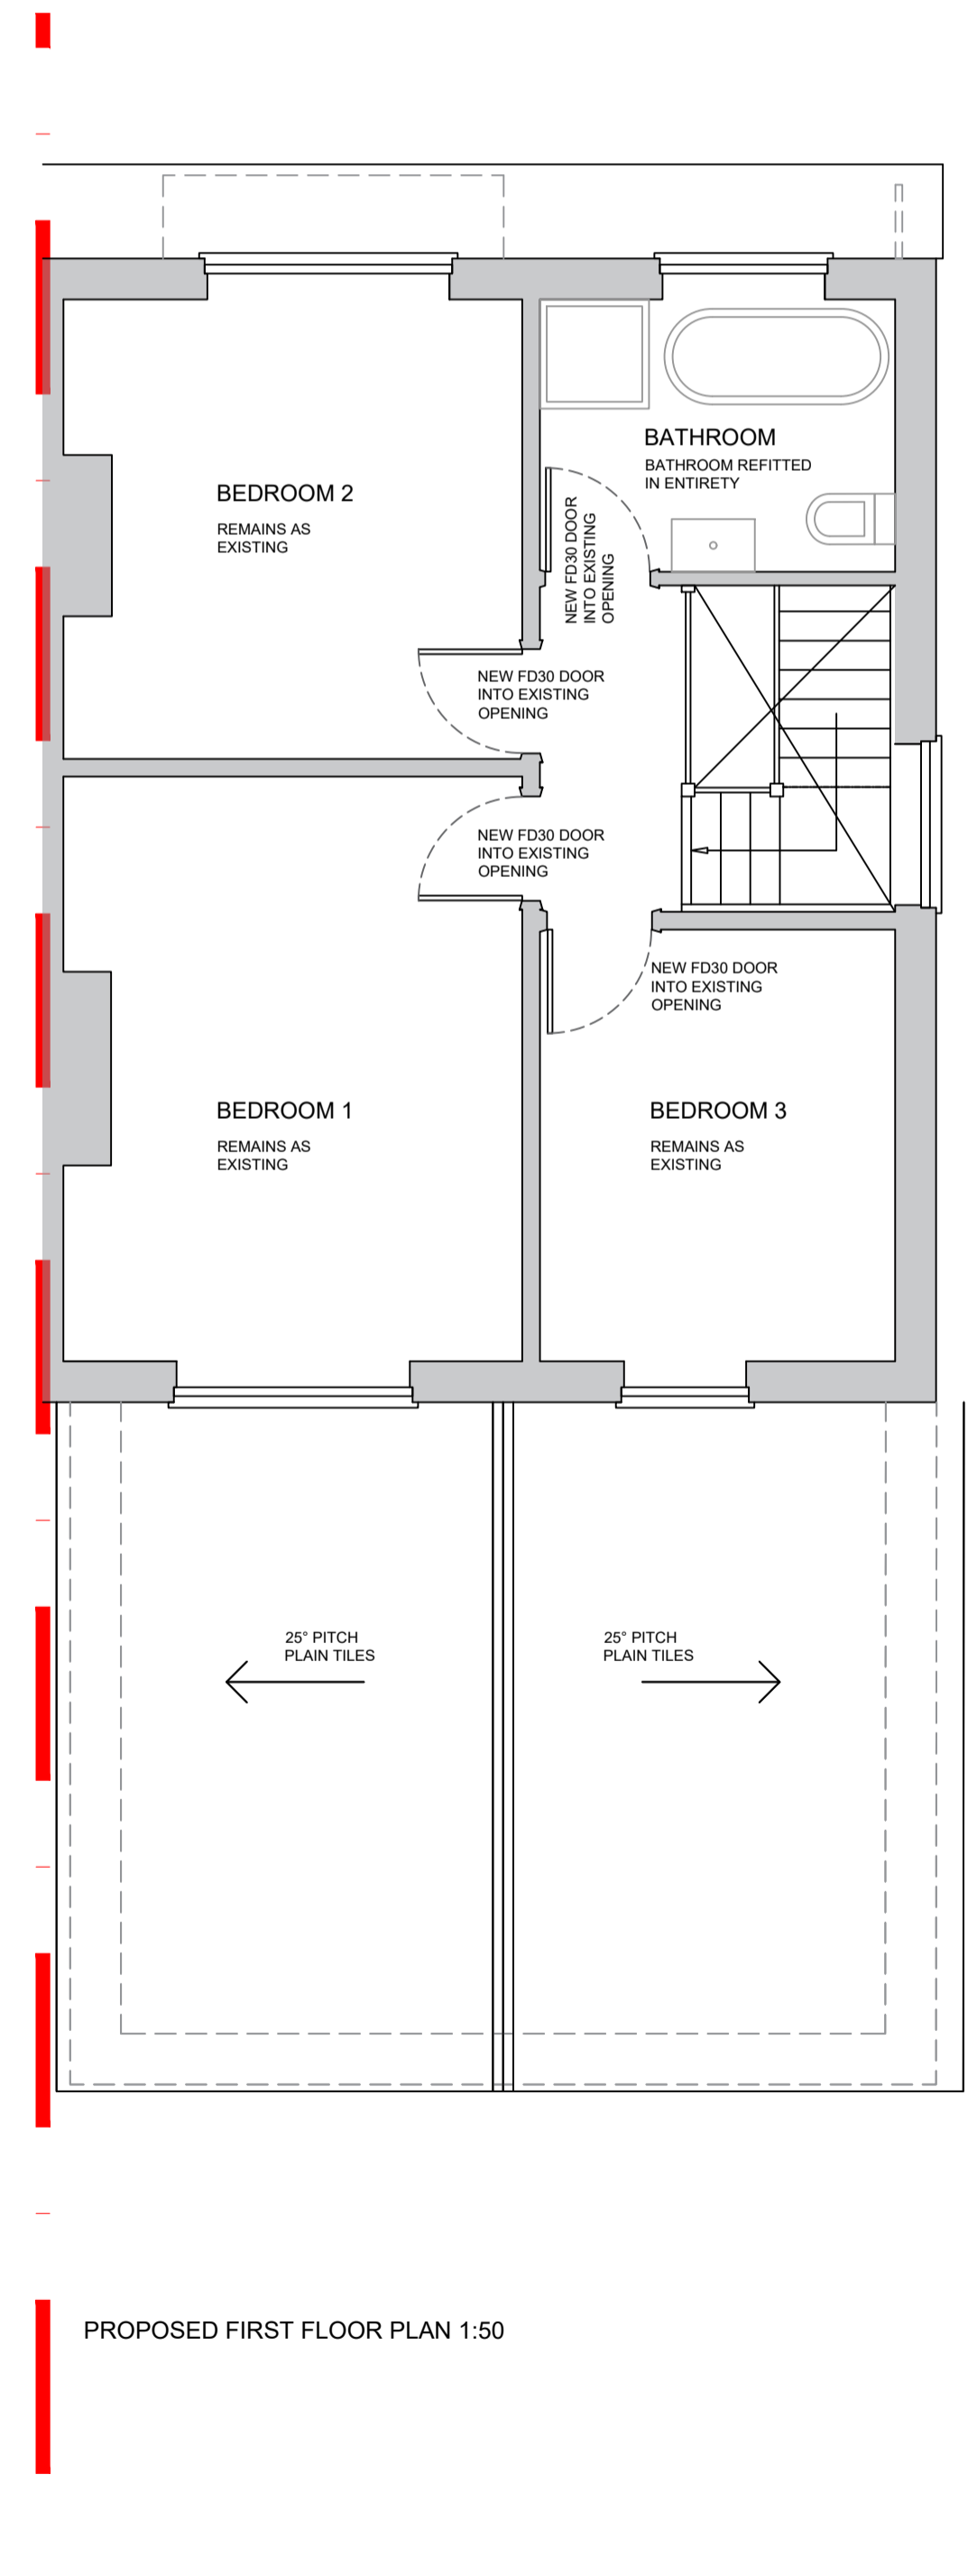 BATHROOM
BATHROOM REFITTED
IN ENTIRETY
BEDROOM 2
REMAINS AS
EXISTING
NEW FD30 DOOR
INTO EXISTING
OPENING
NEW FD30 DOOR
INTO EXISTING
OPENING
NEW FD30 DOOR
INTO EXISTING
OPENING
NEW FD30 DOOR
INTO EXISTING
OPENING
BEDROOM 1
REMAINS AS
EXISTING
BEDROOM 3
REMAINS AS
EXISTING
25° PITCH
PLAIN TILES
25° PITCH
PLAIN TILES
PROPOSED FIRST FLOOR PLAN 1:50